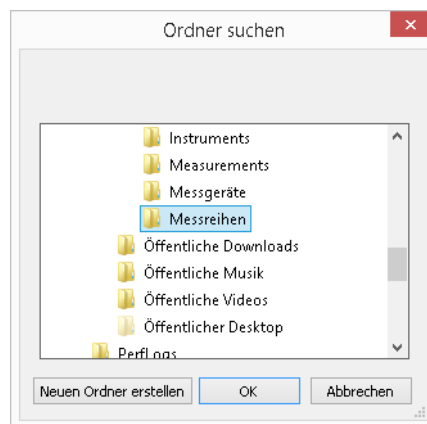 Ordner suchen
Instruments
Measurements
Messgeräte
Messreihen
Öffentliche Downloads
Öffentliche Musik
Öffentliche Videos
Öffentlicher Desktop
PerfLogs
Neuen Ordner erstellen OK Abbrechen